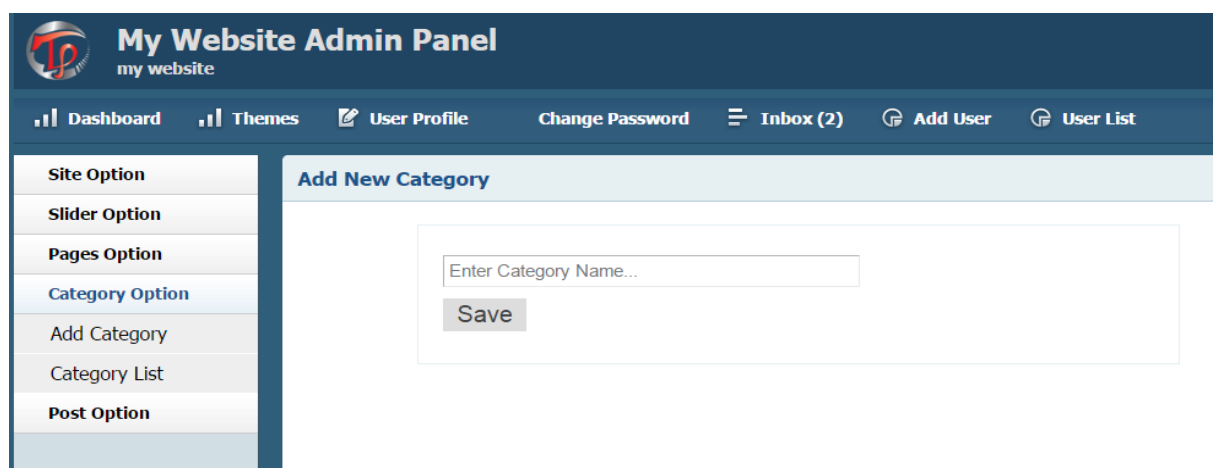 My Website Admin Panel
my website
Dashboard Themes User Profile Change Password Inbox (2) Add User User List
Site Option
Slider Option
Pages Option
Category Option
Add Category
Category List
Post Option
Add New Category
Enter Category Name...
Save